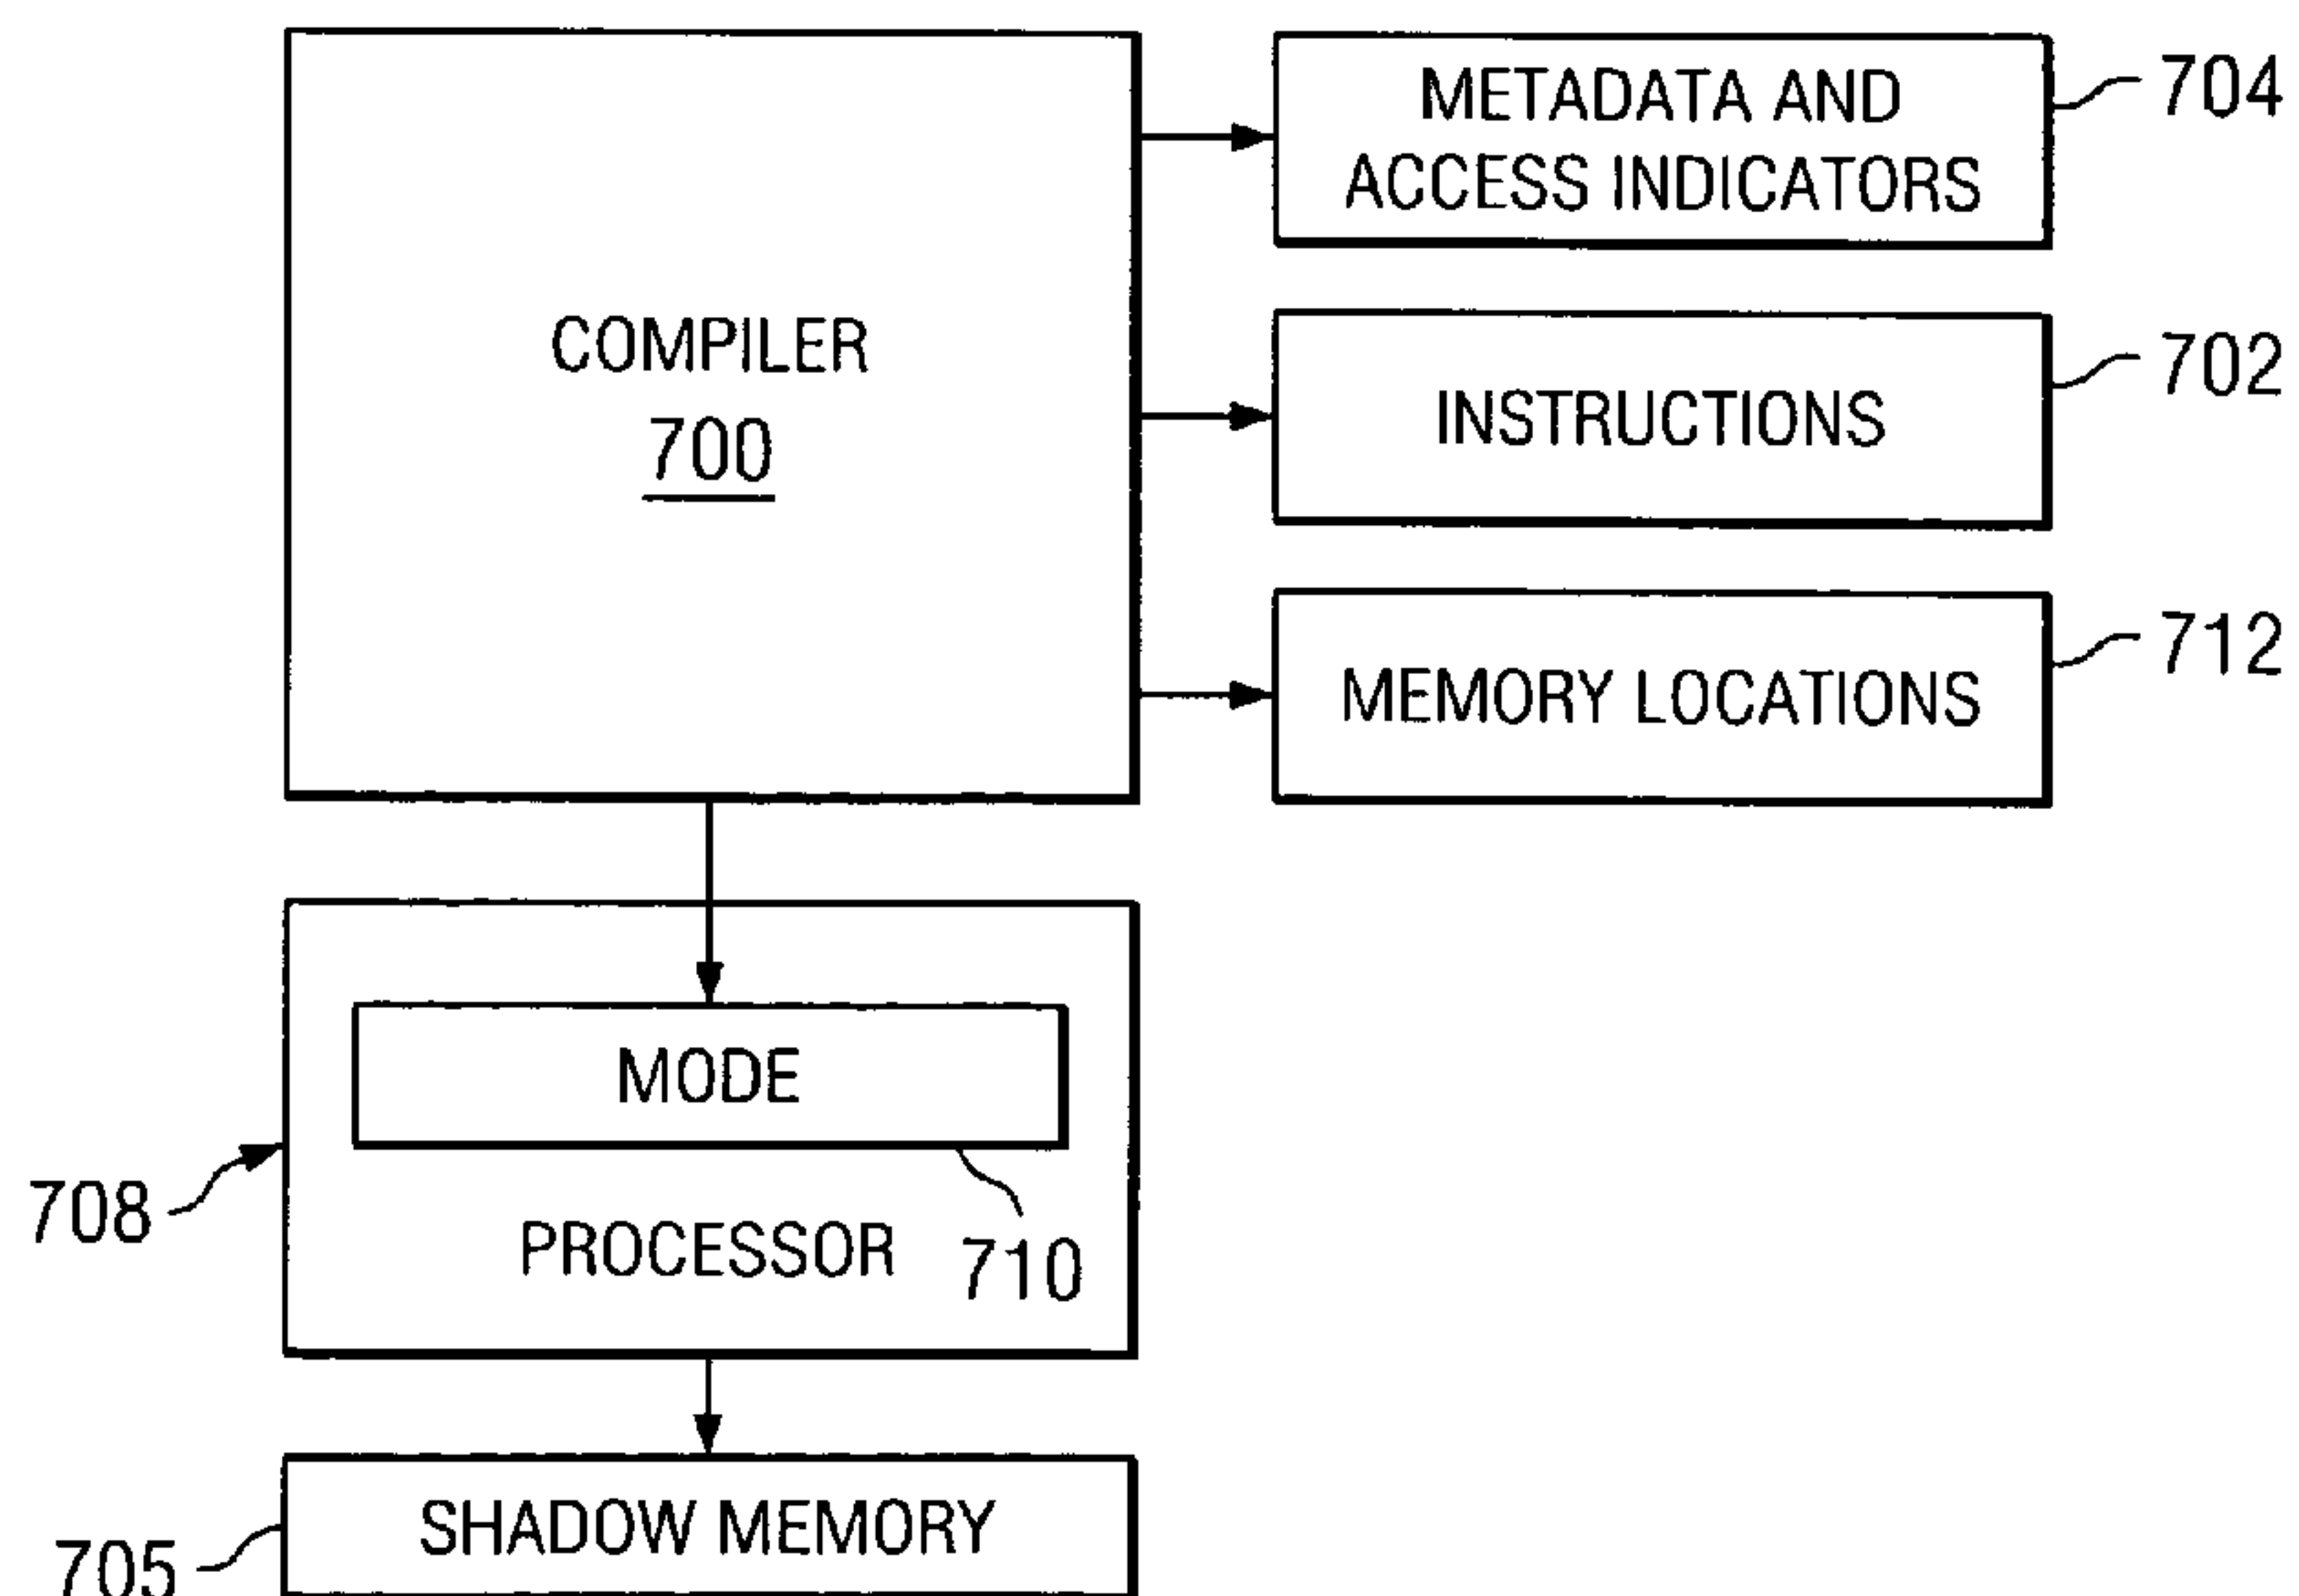 METADATA AND
ACCESS INDICATORS
704
COMPILER
700
INSTRUCTIONS
702
MEMORY LOCATIONS
712
MODE
710
PROCESSOR
708
SHADOW MEMORY
705